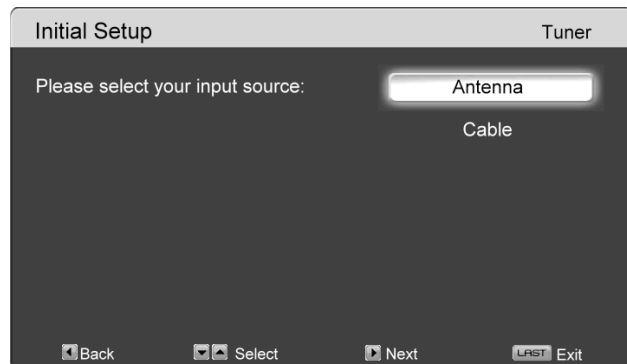 Initial Setup Tuner
Please select your input source: Antenna
Cable
Back Select Next LAST Exit